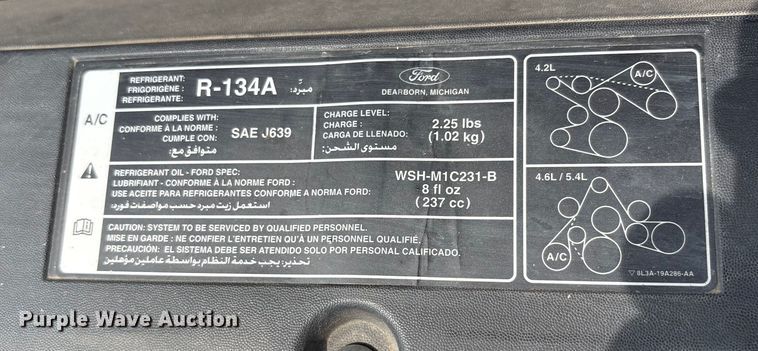 REFRIGERANT:
FRIGORIGÈNE :
REFRIGERANTE:
R-134A
مبرّد:
Ford
DEARBORN, MICHIGAN
A/C
COMPLIES WITH:
CONFORME À LA NORME :
CUMPLE CON:
متوافق مع:
SAE J639
CHARGE LEVEL:
CHARGE :
CARGA DE LLENADO:
مستوى الشحن:
2.25 lbs
(1.02 kg)
REFRIGERANT OIL - FORD SPEC:
LUBRIFIANT - CONFORME À LA NORME FORD :
USE ACEITE PARA REFRIGERANTES CONFORME A NORMA FORD:
استعمل زيت مبرد حسب مواصفات فورد:
WSH-M1C231-B
8 fl oz
(237 cc)
CAUTION: SYSTEM TO BE SERVICED BY QUALIFIED PERSONNEL.
MISE EN GARDE : NE CONFIER L'ENTRETIEN QU'À UN PERSONNEL QUALIFIÉ.
PRECAUCIÓN: EL SISTEMA DEBE SER ATENDIDO SOLO POR PERSONAL CALIFICADO.
تحذير: يجب خدمة النظام بواسطة عاملين مؤهلين
4.2L
A/C
4.6L / 5.4L
A/C
8L3A-19A286-AA
Purple Wave Auction